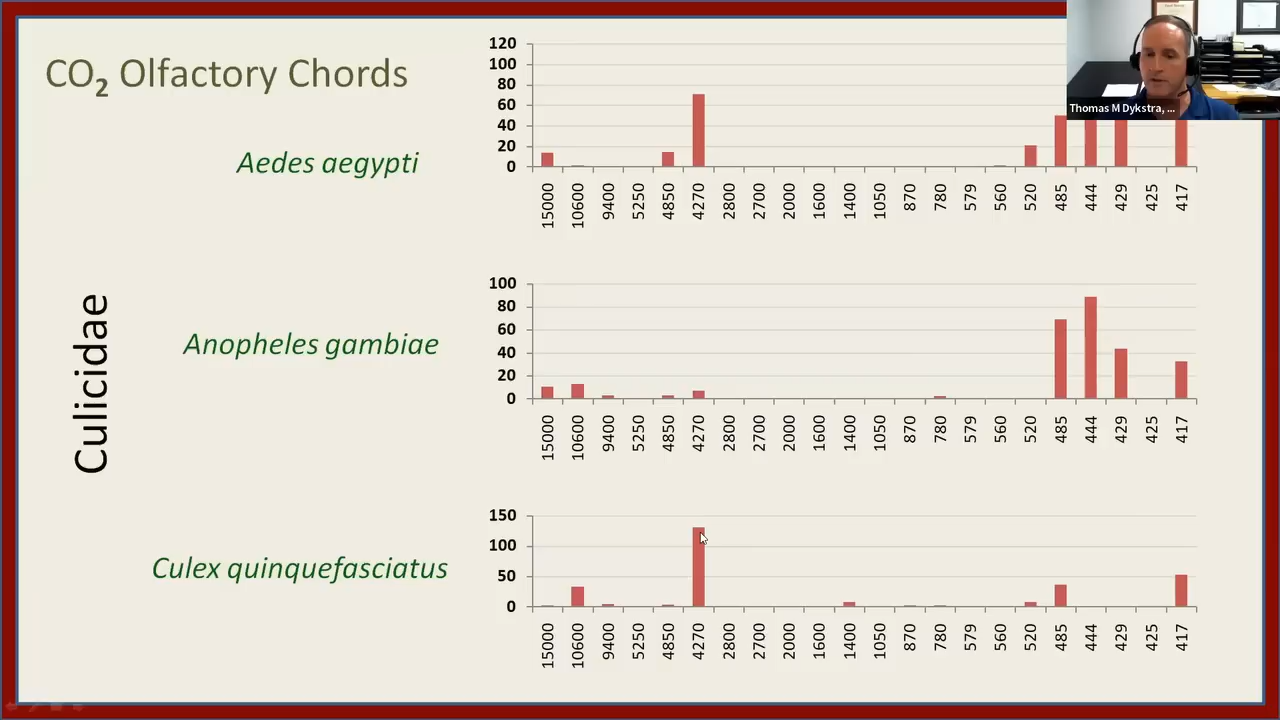 CO₂ Olfactory Chords
Thomas M Dykstra, ...
Culicidae
Aedes aegypti
120
100
80
60
40
20
0
15000 10600 9400 5250 4850 4270 2800 2700 2000 1600 1400 1050 870 780 579 560 520 485 444 429 425 417
Anopheles gambiae
100
80
60
40
20
0
15000 10600 9400 5250 4850 4270 2800 2700 2000 1600 1400 1050 870 780 579 560 520 485 444 429 425 417
Culex quinquefasciatus
150
100
50
0
15000 10600 9400 5250 4850 4270 2800 2700 2000 1600 1400 1050 870 780 579 560 520 485 444 429 425 417